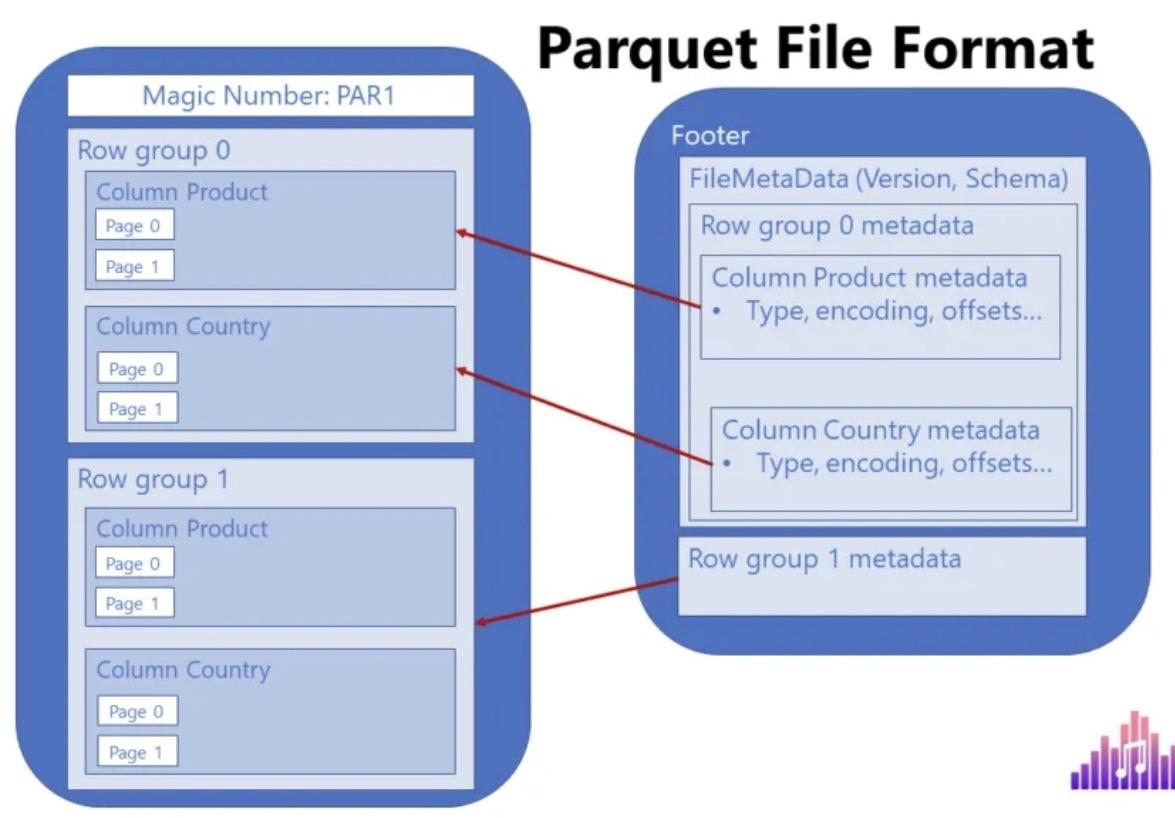 Parquet File Format
Magic Number: PAR1
Row group 0
Column Product
Page 0
Page 1
Column Country
Page 0
Page 1
Row group 1
Column Product
Page 0
Page 1
Column Country
Page 0
Page 1
Footer
FileMetaData (Version, Schema)
Row group 0 metadata
Column Product metadata
• Type, encoding, offsets...
Column Country metadata
• Type, encoding, offsets...
Row group 1 metadata